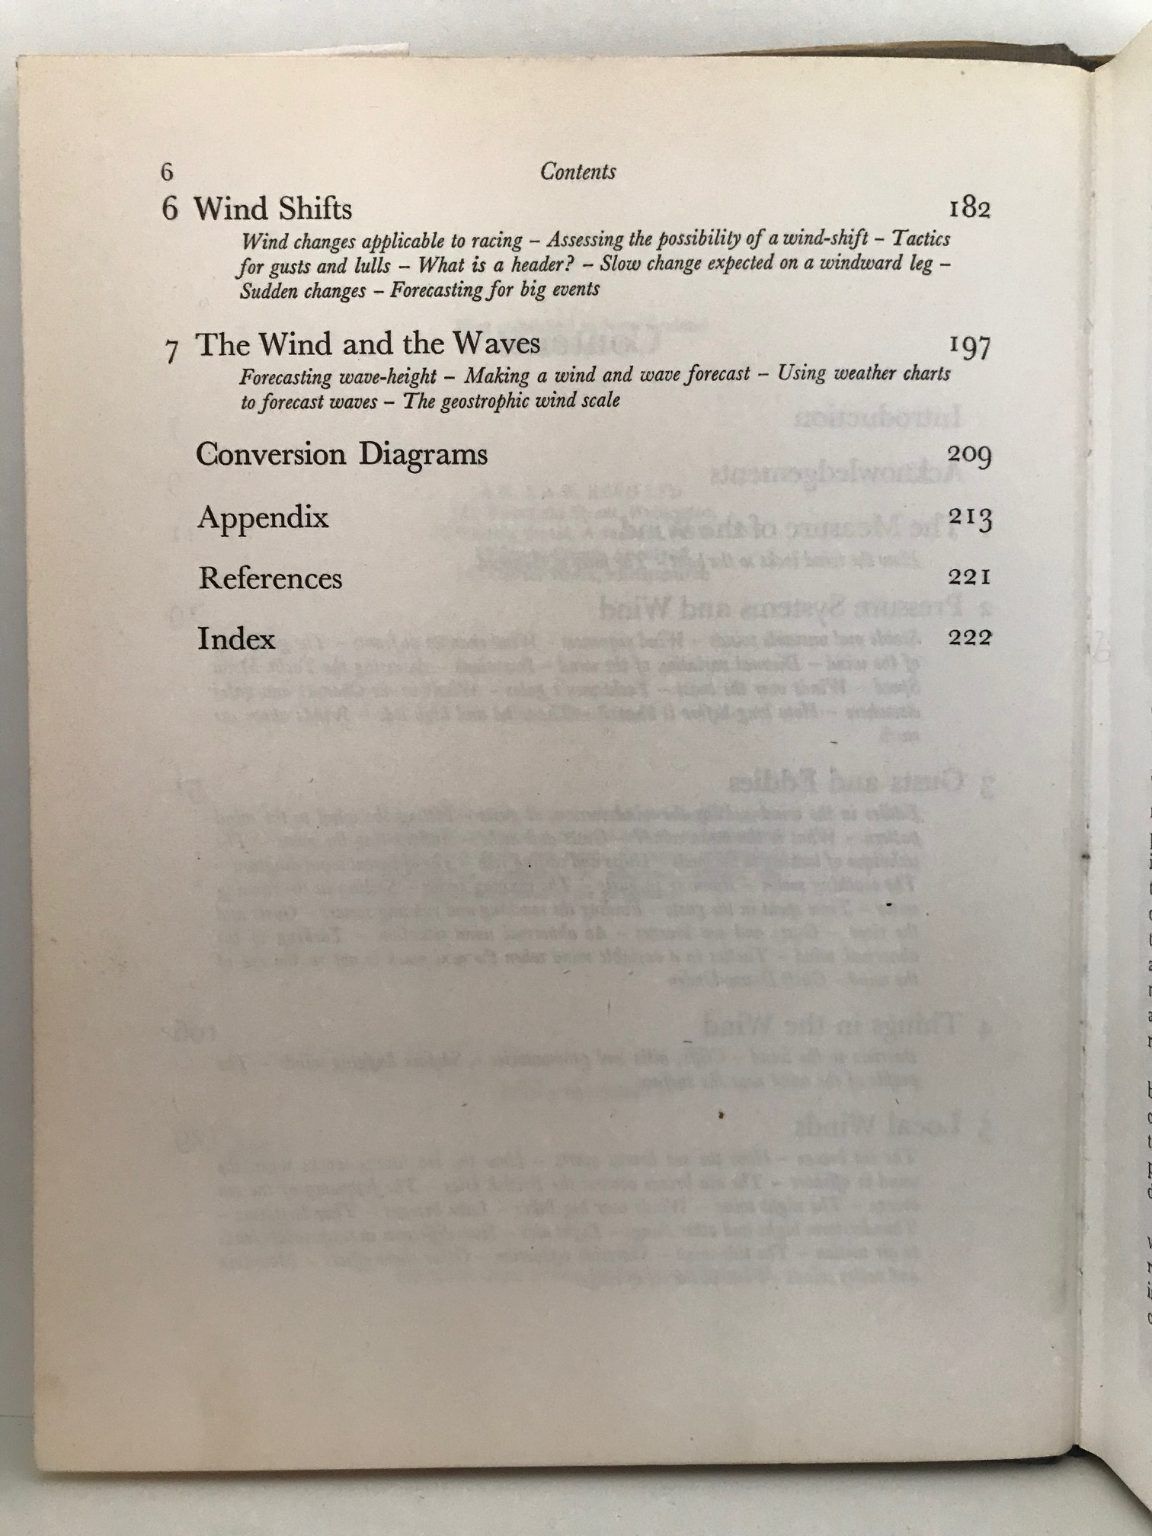 6 Contents
6 Wind Shifts 182
Wind changes applicable to racing – Assessing the possibility of a wind-shift – Tactics
for gusts and lulls – What is a header? – Slow change expected on a windward leg –
Sudden changes – Forecasting for big events
7 The Wind and the Waves 197
Forecasting wave-height – Making a wind and wave forecast – Using weather charts
to forecast waves – The geostrophic wind scale
Conversion Diagrams 209
Appendix 213
References 221
Index 222